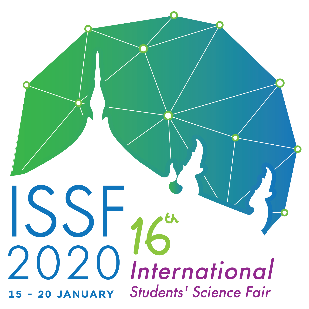 ISSF
2020
15 - 20 JANUARY
16th
International
Students' Science Fair